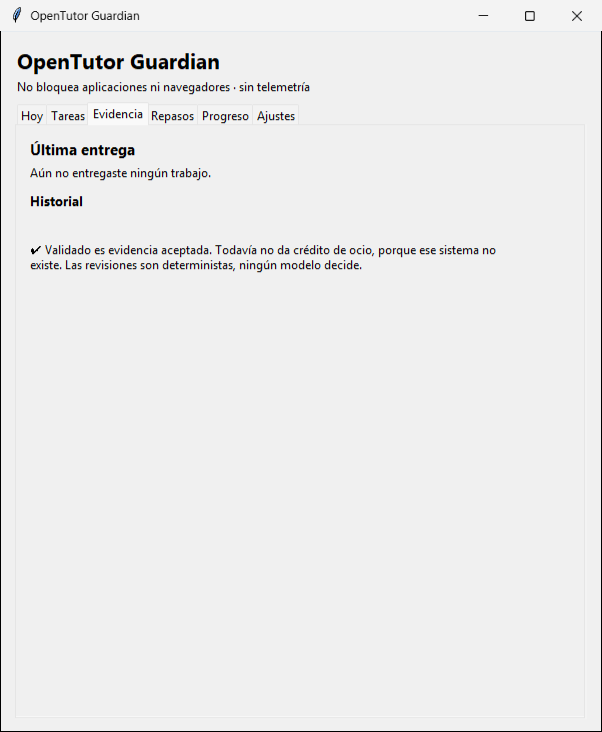 OpenTutor Guardian
OpenTutor Guardian
No bloquea aplicaciones ni navegadores · sin telemetría
Hoy Tareas Evidencia Repasos Progreso Ajustes
Última entrega
Aún no entregaste ningún trabajo.
Historial
✔ Validado es evidencia aceptada. Todavía no da crédito de ocio, porque ese sistema no
existe. Las revisiones son deterministas, ningún modelo decide.